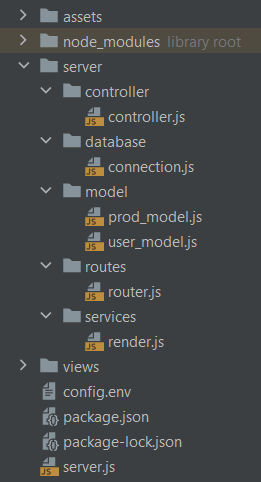 assets
node_modules library root
server
controller
controller.js
database
connection.js
model
prod_model.js
user_model.js
routes
router.js
services
render.js
views
config.env
package.json
package-lock.json
server.js